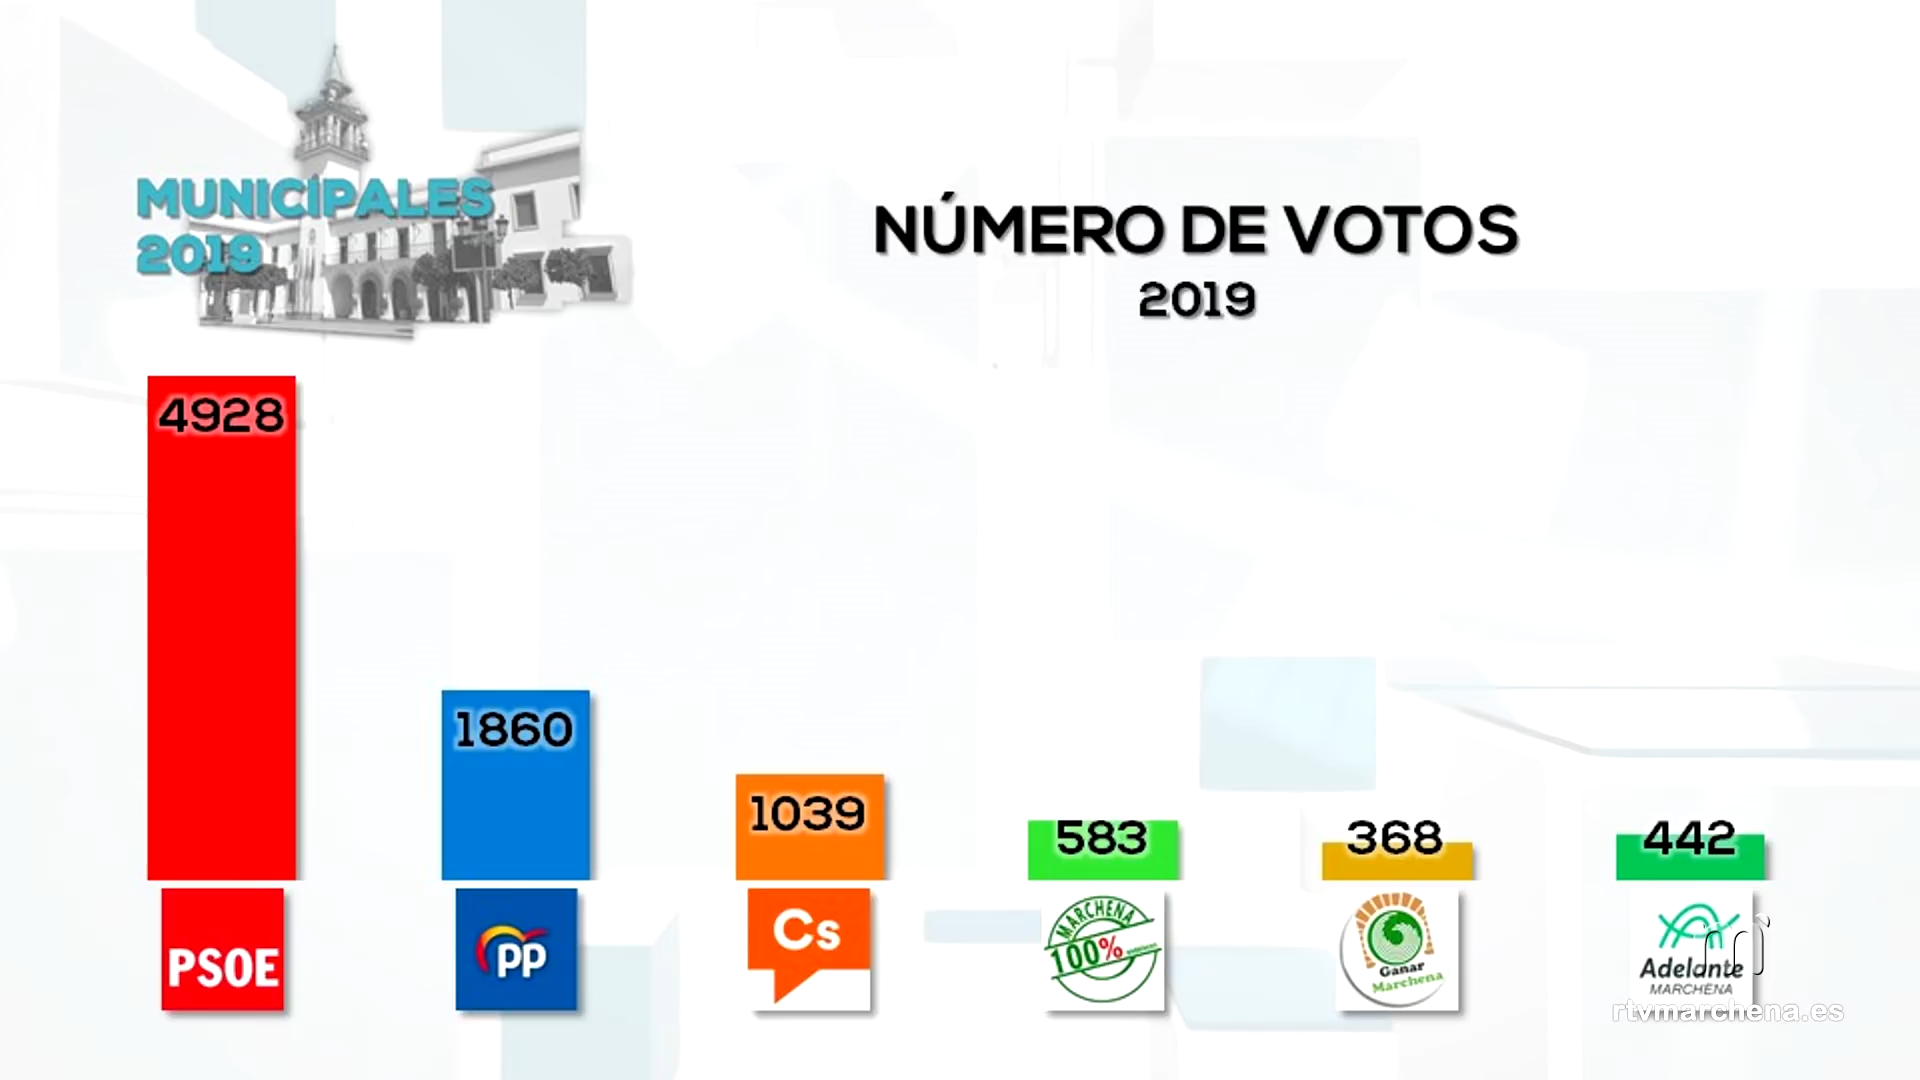 MUNICIPALES
2019
NÚMERO DE VOTOS
2019
4928
1860
1039
583
368
442
PSOE
pp
Cs
MARCHENA
100%
Ganar
Marchena
Adelante
MARCHENA
rtvmarchena.es